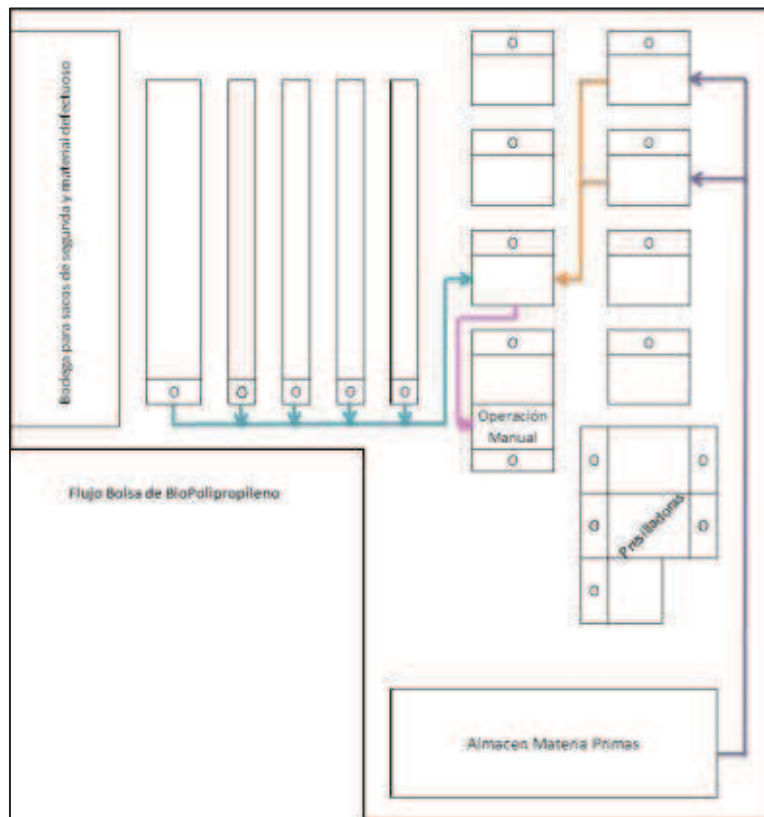 Bodega para sacos de segunda y material defectuoso
O O
O O
O O
O O
O O O O O
Operación
Manual
O
O O
O O
Presilladoras
O
Flujo Bolsa de BioPolipropileno
Almacen Materia Primas